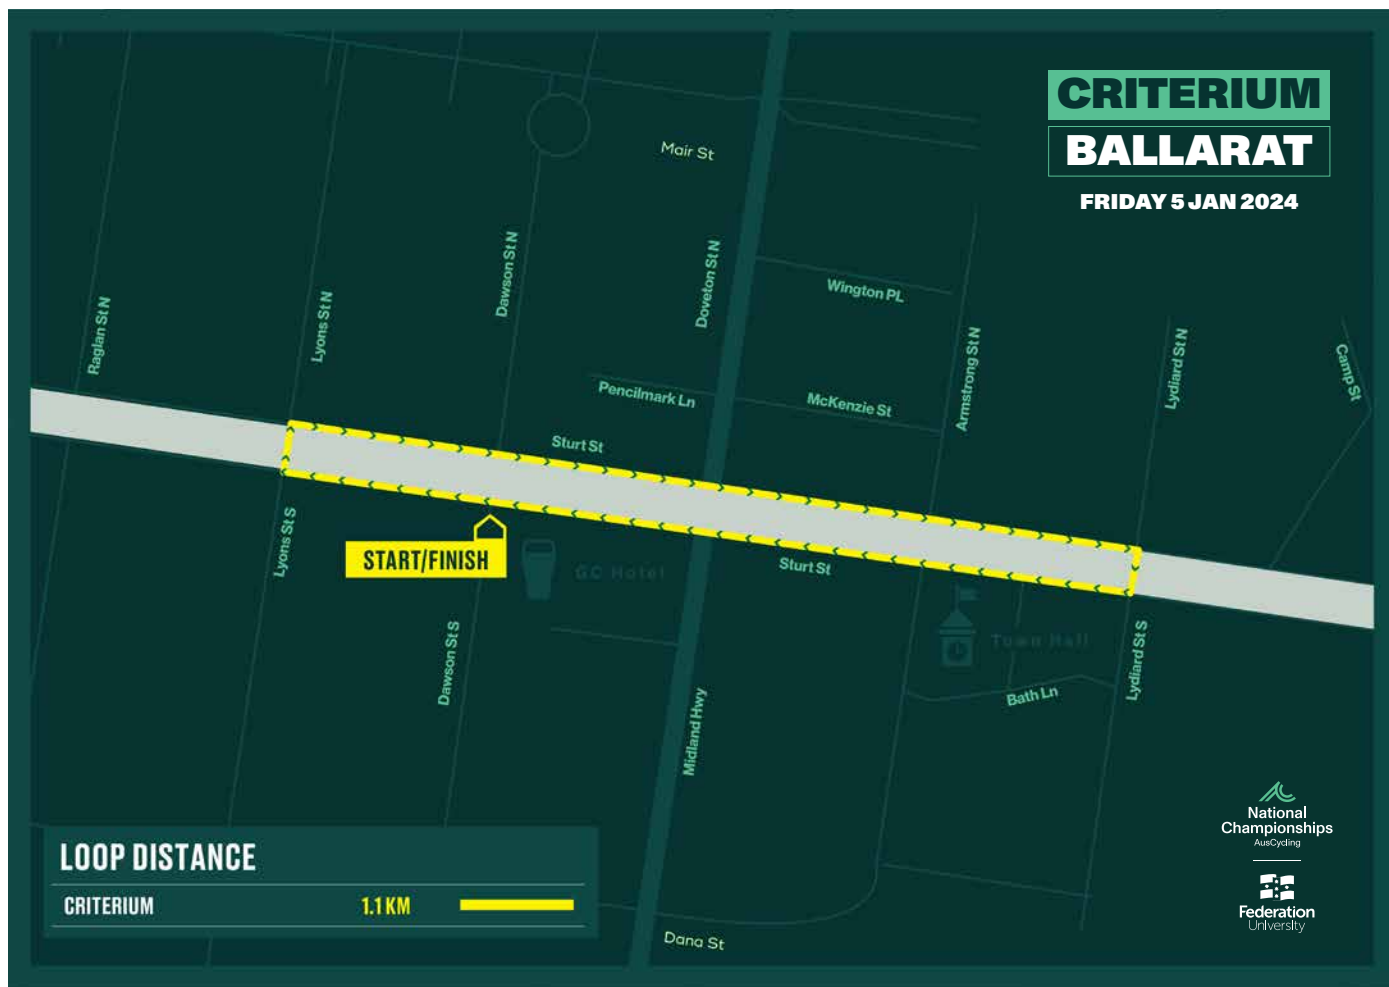 CRITERIUM
BALLARAT
FRIDAY 5 JAN 2024
Mair St
Dawson St N
Doveton St N
Wington PL
Raglan St N
Lyons St N
Armstrong St N
Lydiard St N
Camp St
Pencilmark Ln
McKenzie St
Sturt St
Lyons St S
START/FINISH
GC Hotel
Sturt St
Dawson St S
Town Hall
Lydiard St S
Bath Ln
Midland Hwy
LOOP DISTANCE
CRITERIUM 1.1 KM
Dana St
National
Championships
AusCycling
Federation
University